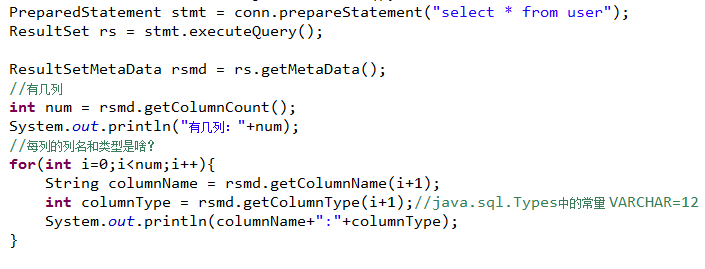 PreparedStatement stmt = conn.prepareStatement("select * from user");
ResultSet rs = stmt.executeQuery();

ResultSetMetaData rsmd = rs.getMetaData();
//有几列
int num = rsmd.getColumnCount();
System.out.println("有几列："+num);
//每列的列名和类型是啥？
for(int i=0;i<num;i++){
    String columnName = rsmd.getColumnName(i+1);
    int columnType = rsmd.getColumnType(i+1);//java.sql.Types中的常量 VARCHAR=12
    System.out.println(columnName+":"+columnType);
}